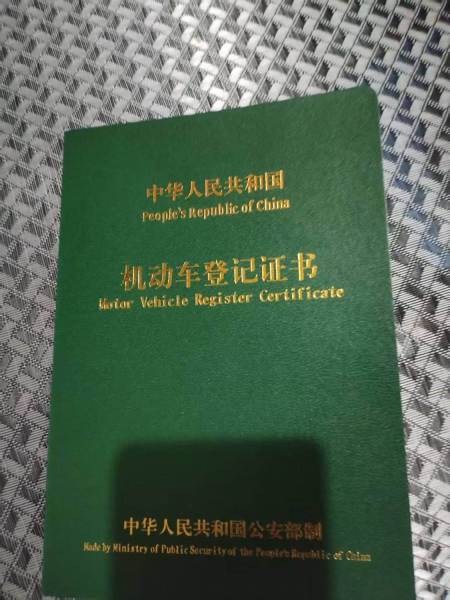 中华人民共和国
People's Republic of China
机动车登记证书
Motor Vehicle Register Certificate
中华人民共和国公安部制
Made by Ministry of Public Security of the People's Republic of China